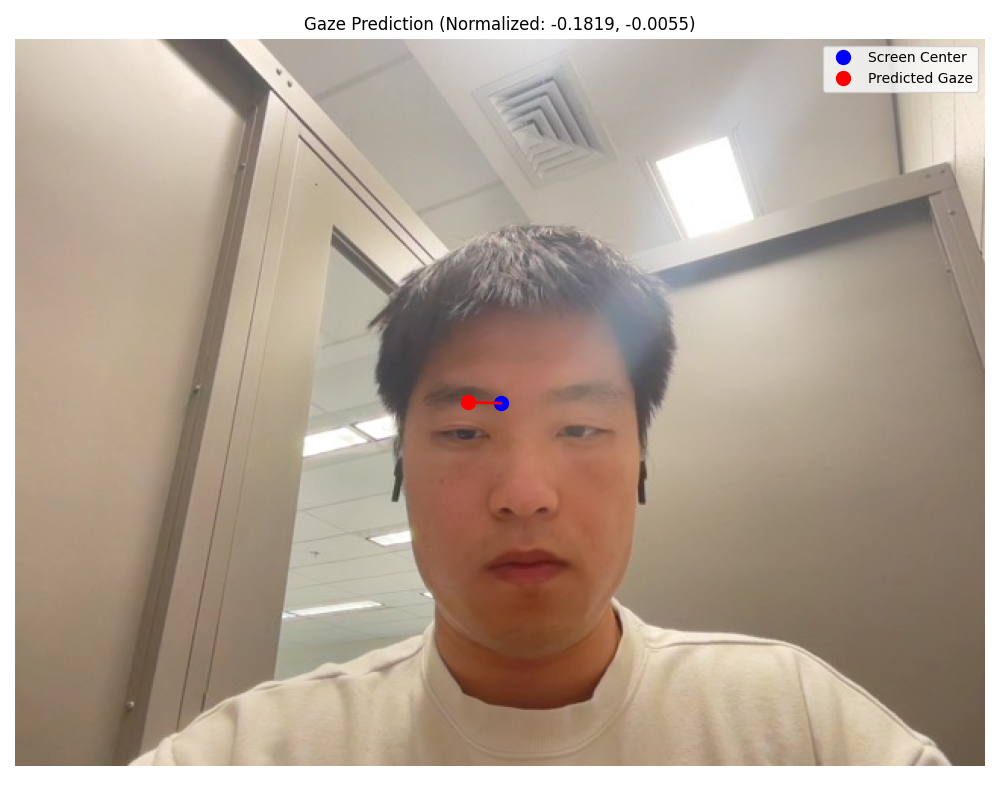 Gaze Prediction (Normalized: -0.1819, -0.0055)
Screen Center
Predicted Gaze